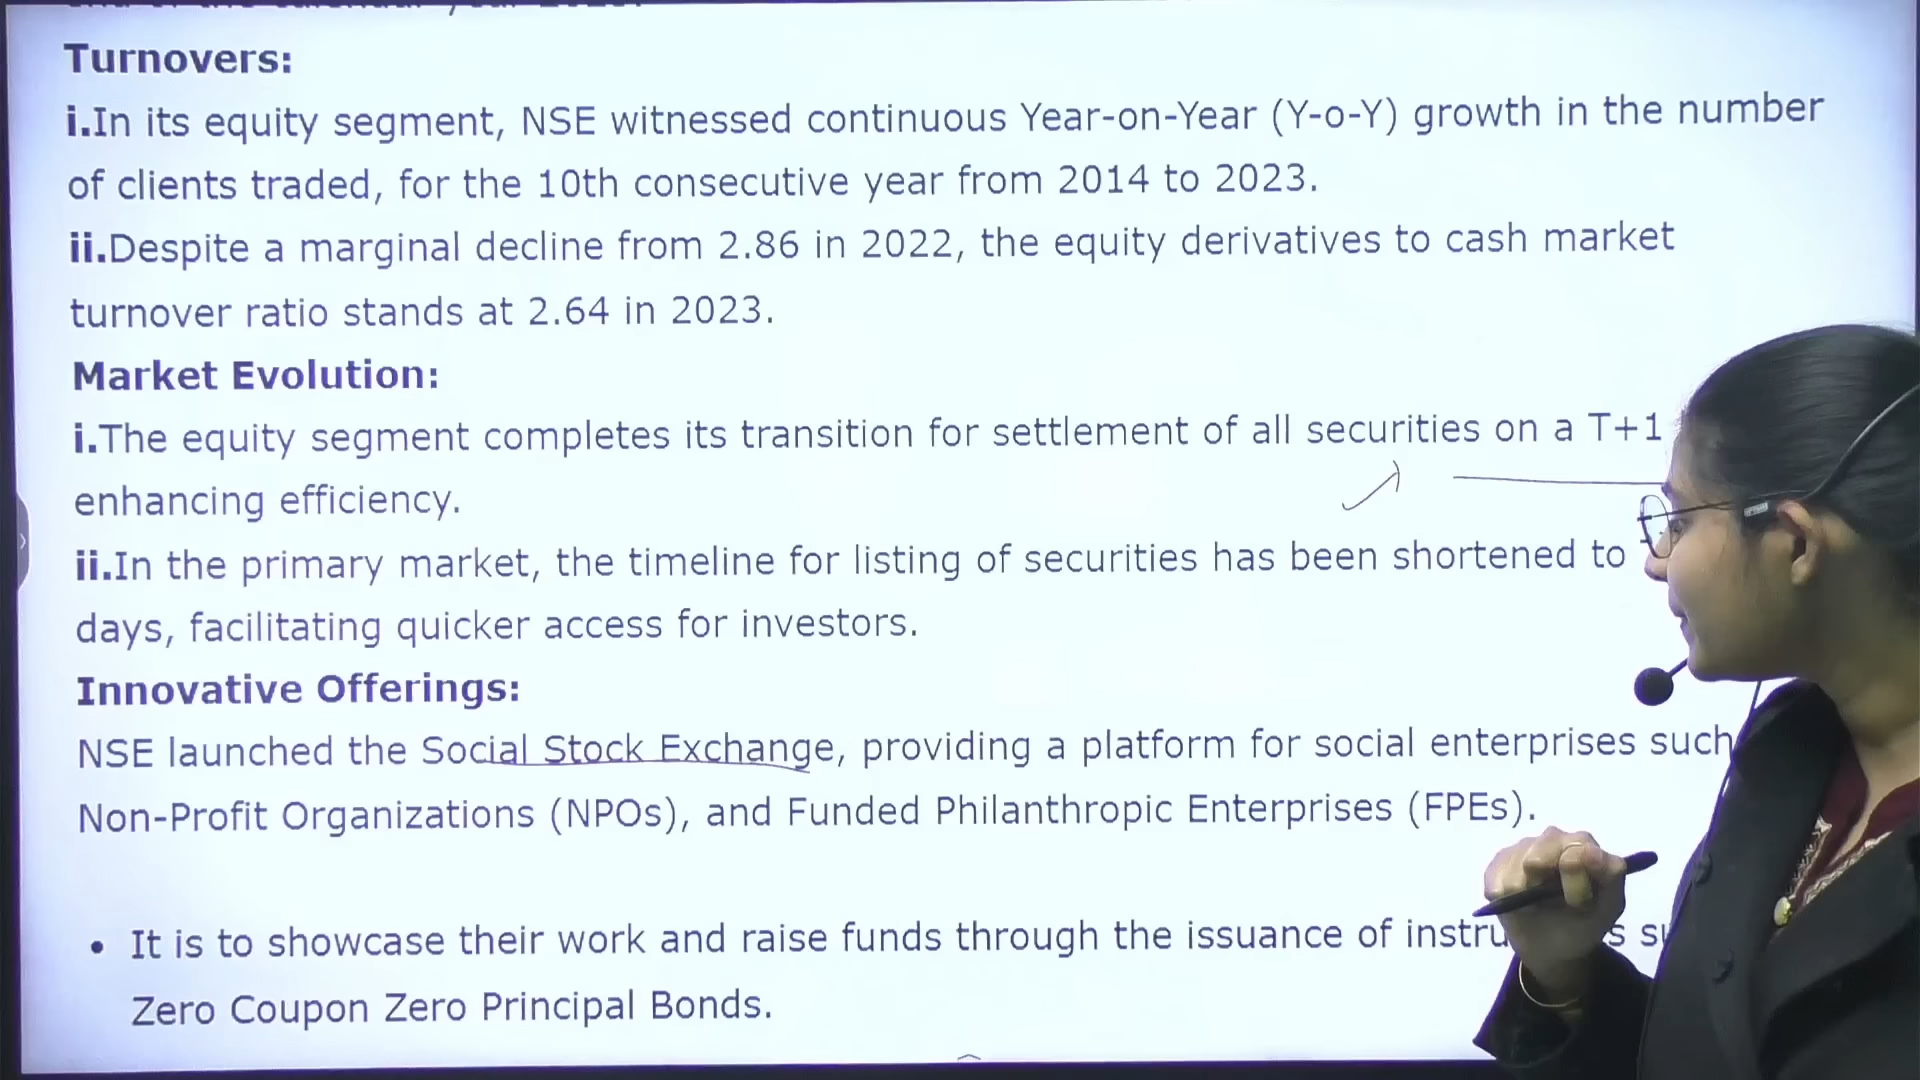 Turnovers:
i.In its equity segment, NSE witnessed continuous Year-on-Year (Y-o-Y) growth in the number
of clients traded, for the 10th consecutive year from 2014 to 2023.
ii.Despite a marginal decline from 2.86 in 2022, the equity derivatives to cash market
turnover ratio stands at 2.64 in 2023.
Market Evolution:
i.The equity segment completes its transition for settlement of all securities on a T+1
enhancing efficiency.
ii.In the primary market, the timeline for listing of securities has been shortened to
days, facilitating quicker access for investors.
Innovative Offerings:
NSE launched the Social Stock Exchange, providing a platform for social enterprises such
Non-Profit Organizations (NPOs), and Funded Philanthropic Enterprises (FPEs).
• It is to showcase their work and raise funds through the issuance of
Zero Coupon Zero Principal Bonds.